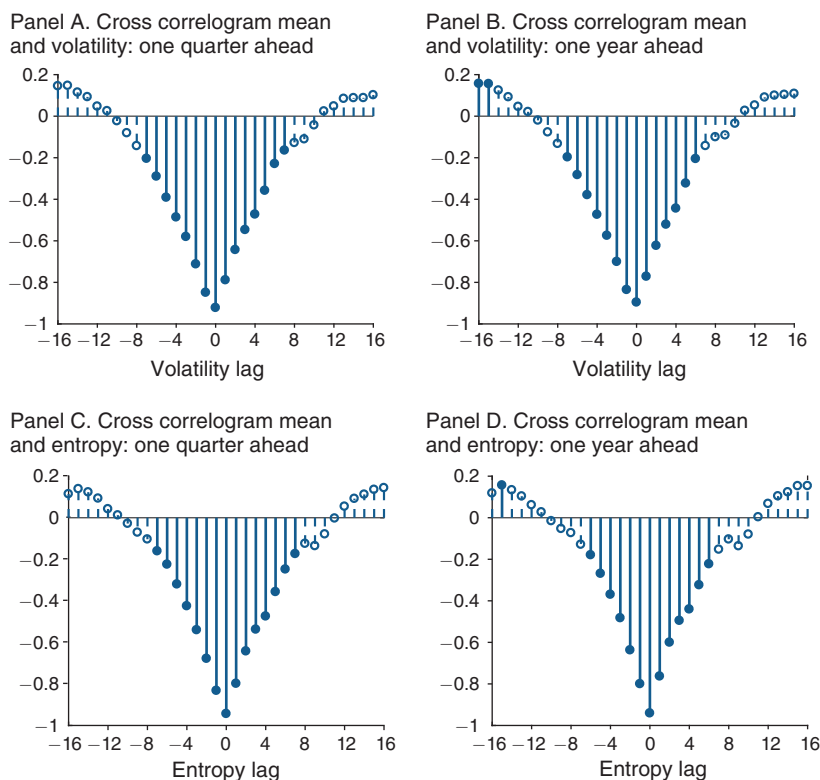 Panel A. Cross correlogram mean
and volatility: one quarter ahead
0.2
0
−0.2
−0.4
−0.6
−0.8
−1
−16 −12 −8 −4 0 4 8 12 16
Volatility lag
Panel B. Cross correlogram mean
and volatility: one year ahead
0.2
0
−0.2
−0.4
−0.6
−0.8
−1
−16 −12 −8 −4 0 4 8 12 16
Volatility lag
Panel C. Cross correlogram mean
and entropy: one quarter ahead
0.2
0
−0.2
−0.4
−0.6
−0.8
−1
−16 −12 −8 −4 0 4 8 12 16
Entropy lag
Panel D. Cross correlogram mean
and entropy: one year ahead
0.2
0
−0.2
−0.4
−0.6
−0.8
−1
−16 −12 −8 −4 0 4 8 12 16
Entropy lag